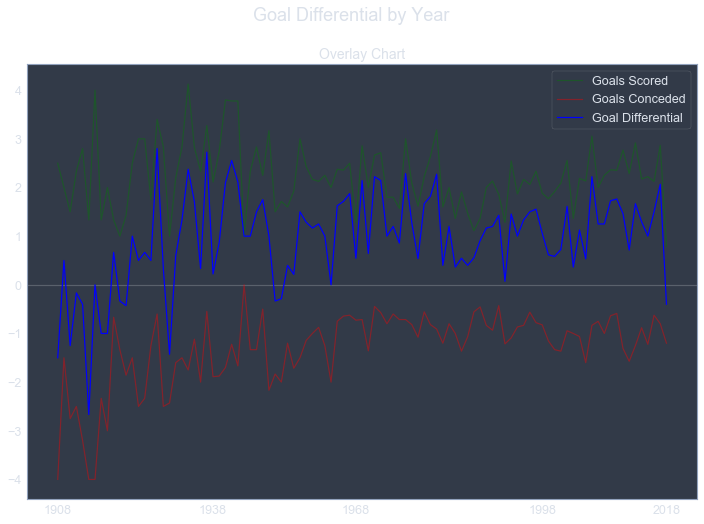 Goal Differential by Year
Overlay Chart
Goals Scored
Goals Conceded
Goal Differential
4
3
2
1
0
−1
−2
−3
−4
1908
1938
1968
1998
2018